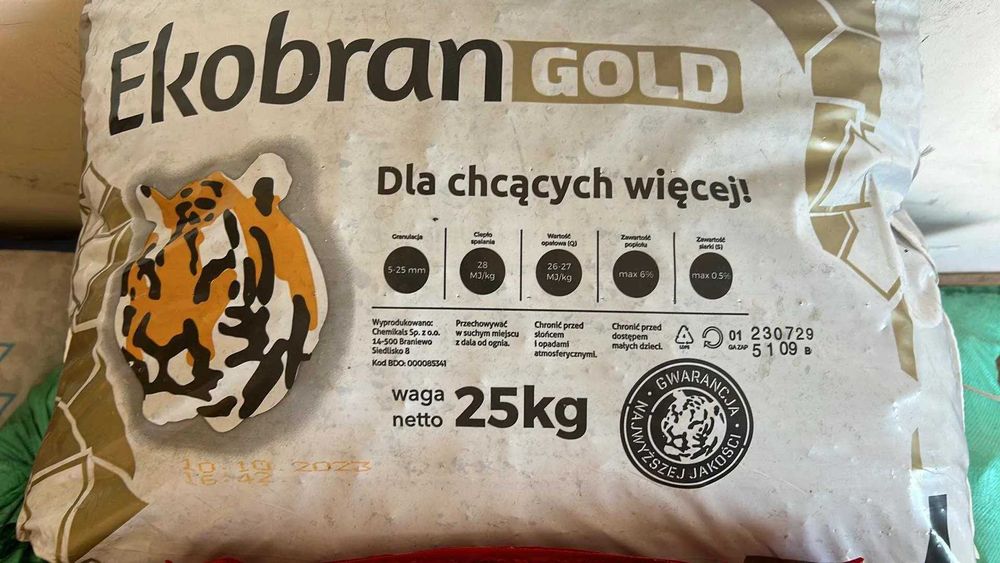 Ekobran GOLD
Dla chcących więcej!
Granulacja
5-25 mm
Ciepło
spalania
28
MJ/kg
Wartość
opałowa (Q)
26-27
MJ/kg
Zawartość
popiołu
max 6%
Zawartość
siarki (S)
max 0.5%
Wyprodukowano:
Chemikals Sp. z o.o.
14-500 Braniewo
Siedlisko 8
Kod BDO: 000085341
Przechowywać
w suchym miejscu
z dala od ognia.
Chronić przed
słońcem
i opadami
atmosferycznymi.
Chronić przed
dostępem
małych dzieci.
LDPE
01
GAZAP
230729
5109 B
waga
netto
25kg
GWARANCJA
NAJWYŻSZEJ JAKOŚCI
10.10.2023
16:42